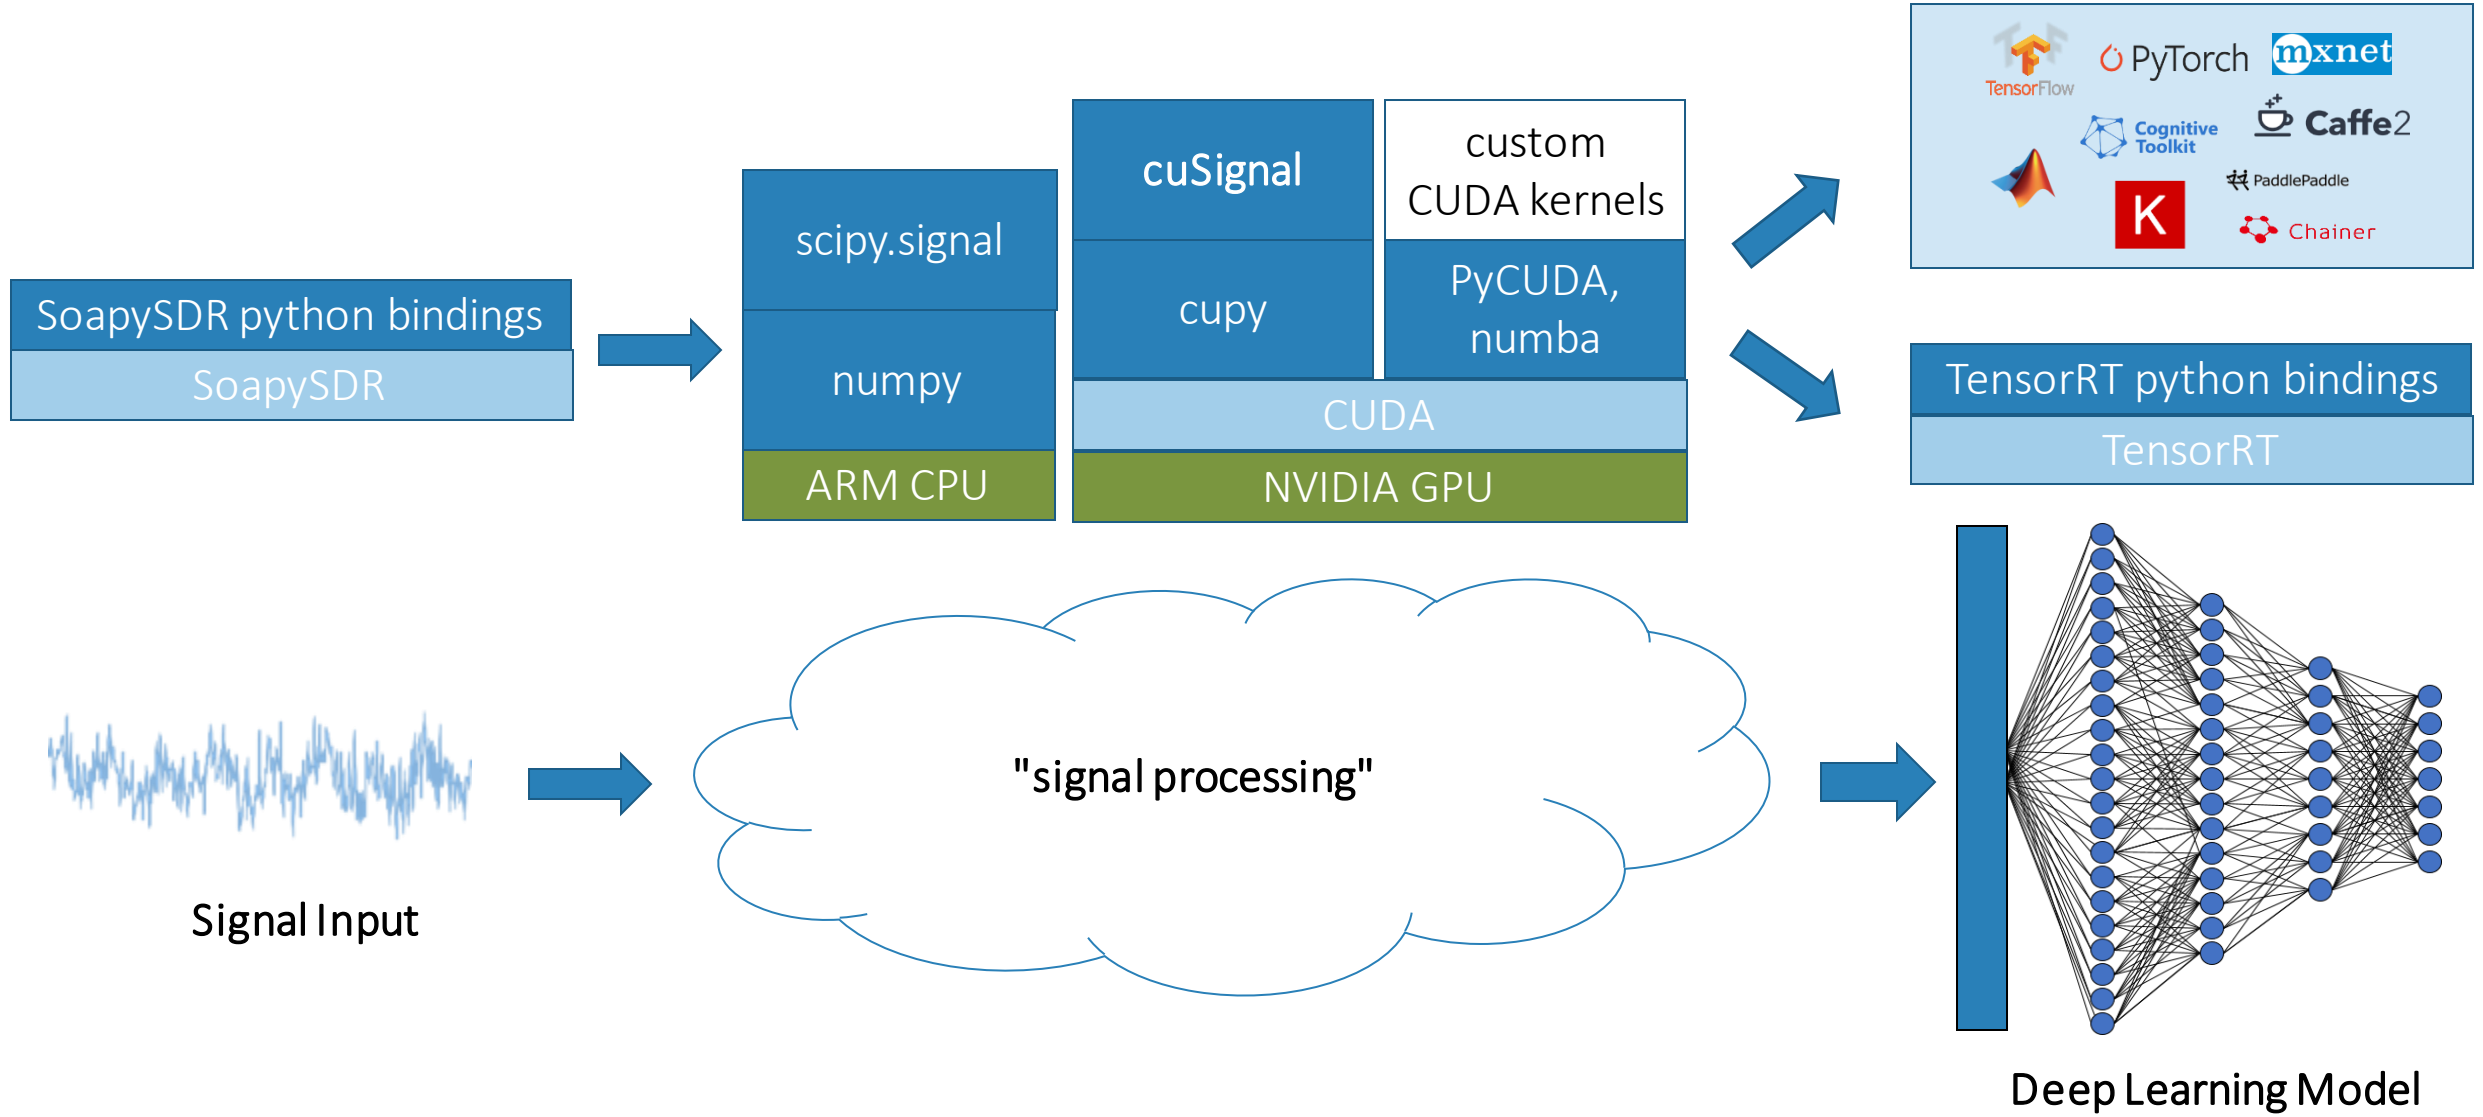 SoapySDR python bindings
SoapySDR
scipy.signal
numpy
ARM CPU
cuSignal
cupy
custom
CUDA kernels
PyCUDA,
numba
CUDA
NVIDIA GPU
TensorFlow
PyTorch
mxnet
Cognitive
Toolkit
Caffe2
PaddlePaddle
K
Chainer
TensorRT python bindings
TensorRT
Signal Input
"signal processing"
Deep Learning Model